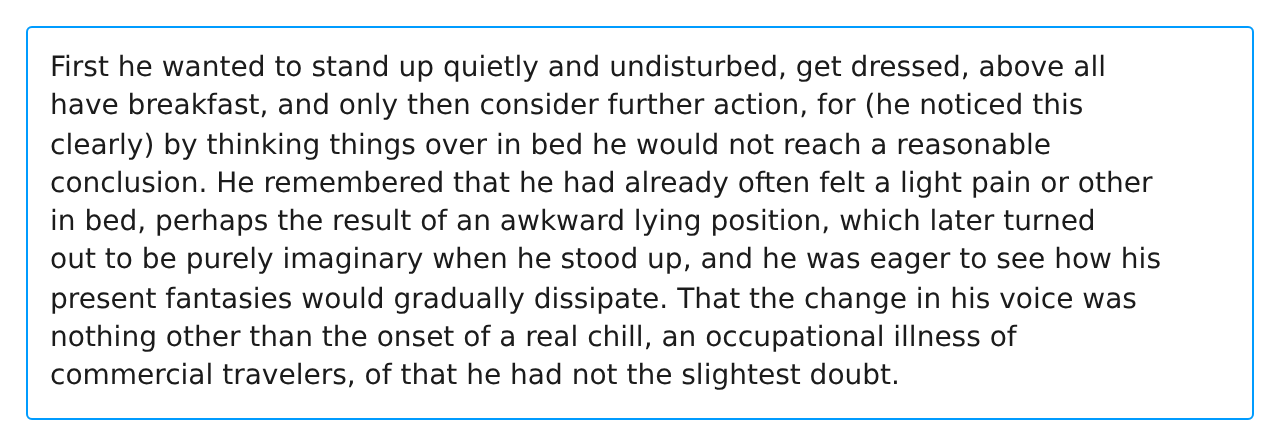 First he wanted to stand up quietly and undisturbed, get dressed, above all
have breakfast, and only then consider further action, for (he noticed this
clearly) by thinking things over in bed he would not reach a reasonable
conclusion. He remembered that he had already often felt a light pain or other
in bed, perhaps the result of an awkward lying position, which later turned
out to be purely imaginary when he stood up, and he was eager to see how his
present fantasies would gradually dissipate. That the change in his voice was
nothing other than the onset of a real chill, an occupational illness of
commercial travelers, of that he had not the slightest doubt.